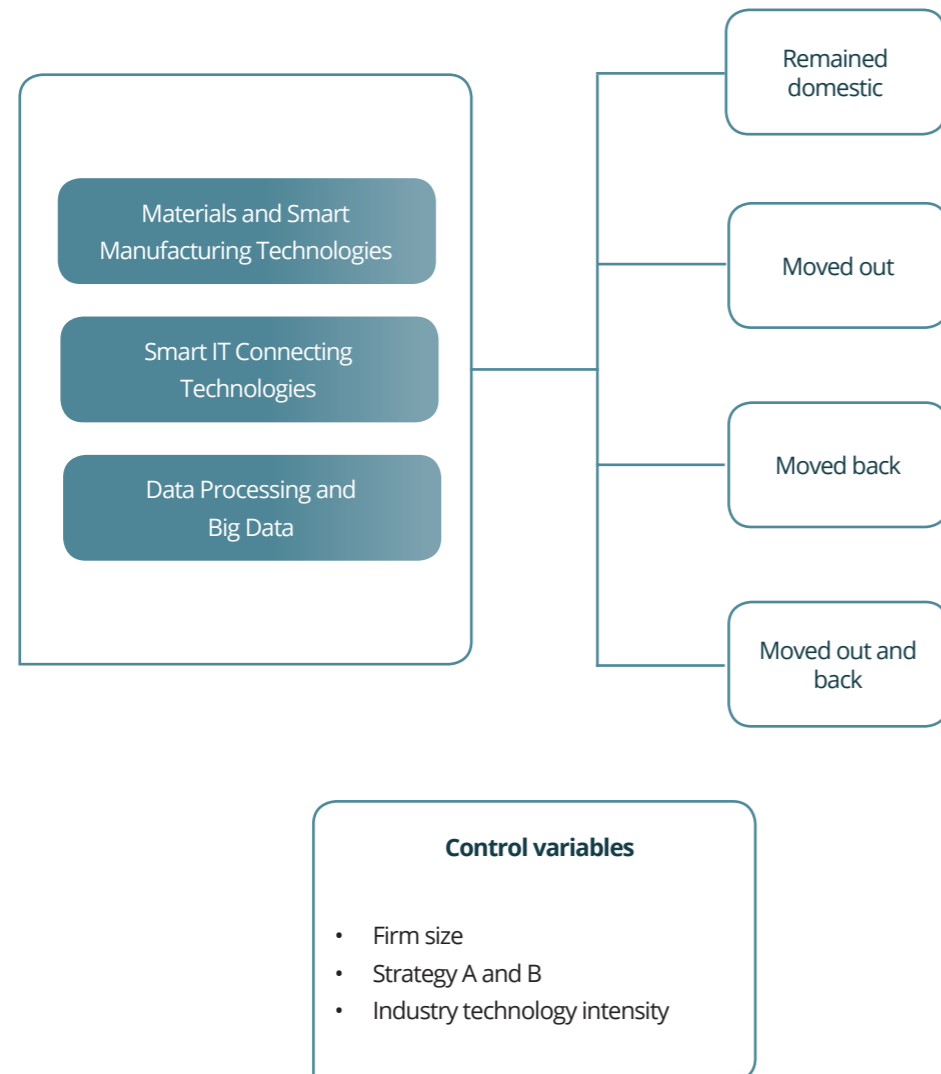 Materials and Smart
Manufacturing Technologies
Smart IT Connecting
Technologies
Data Processing and
Big Data
Remained
domestic
Moved out
Moved back
Moved out and
back
Control variables
• Firm size
• Strategy A and B
• Industry technology intensity